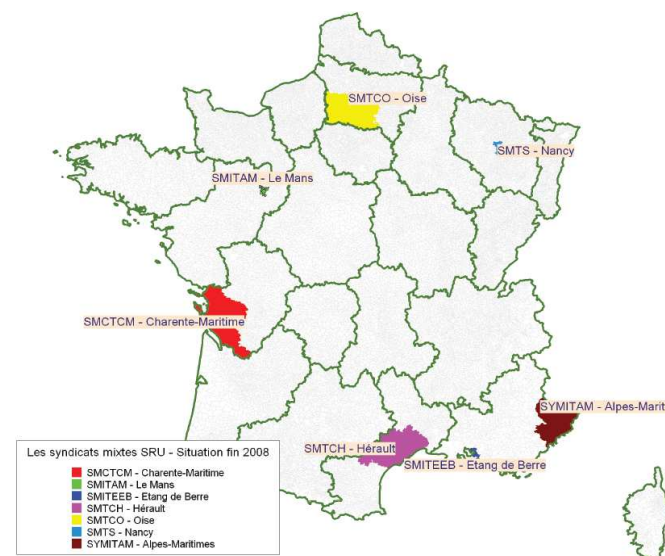 SMTCO - Oise
SMTS - Nancy
SMITAM - Le Mans
SMCTCM - Charente-Maritime
SYMITAM - Alpes-Marit
SMTCH - Hérault
SMITEEB - Etang de Berre
Les syndicats mixtes SRU - Situation fin 2008
SMCTCM - Charente-Maritime
SMITAM - Le Mans
SMITEEB - Etang de Berre
SMTCH - Hérault
SMTCO - Oise
SMTS - Nancy
SYMITAM - Alpes-Maritimes